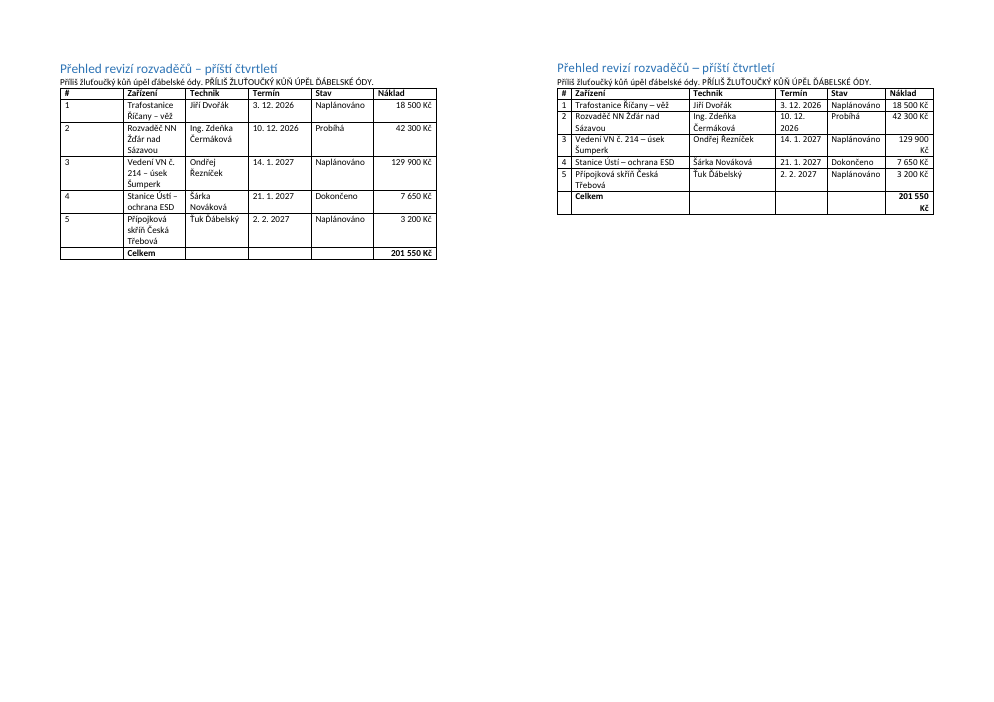 Přehled revizí rozvaděčů – příští čtvrtletí
Příliš žluťoučký kůň úpěl ďábelské ódy. PŘÍLIŠ ŽLUŤOUČKÝ KŮŇ ÚPĚL ĎÁBELSKÉ ÓDY.
# Zařízení Technik Termín Stav Náklad
1 Trafostanice Jiří Dvořák 3. 12. 2026 Naplánováno 18 500 Kč
Říčany – věž
2 Rozvaděč NN Ing. Zdeňka 10. 12. 2026 Probíhá 42 300 Kč
Žďár nad Čermáková
Sázavou
3 Vedení VN č. Ondřej 14. 1. 2027 Naplánováno 129 900 Kč
214 – úsek Řezníček
Šumperk
4 Stanice Ústí – Šárka 21. 1. 2027 Dokončeno 7 650 Kč
ochrana ESD Nováková
5 Přípojková Ťuk Ďábelský 2. 2. 2027 Naplánováno 3 200 Kč
skříň Česká
Třebová
Celkem 201 550 Kč
Přehled revizí rozvaděčů – příští čtvrtletí
Příliš žluťoučký kůň úpěl ďábelské ódy. PŘÍLIŠ ŽLUŤOUČKÝ KŮŇ ÚPĚL ĎÁBELSKÉ ÓDY.
# Zařízení Technik Termín Stav Náklad
1 Trafostanice Říčany – věž Jiří Dvořák 3. 12. 2026 Naplánováno 18 500 Kč
2 Rozvaděč NN Žďár nad Ing. Zdeňka 10. 12. Probíhá 42 300 Kč
Sázavou Čermáková 2026
3 Vedení VN č. 214 – úsek Ondřej Řezníček 14. 1. 2027 Naplánováno 129 900
Šumperk Kč
4 Stanice Ústí – ochrana ESD Šárka Nováková 21. 1. 2027 Dokončeno 7 650 Kč
5 Přípojková skříň Česká Ťuk Ďábelský 2. 2. 2027 Naplánováno 3 200 Kč
Třebová
Celkem 201 550
Kč